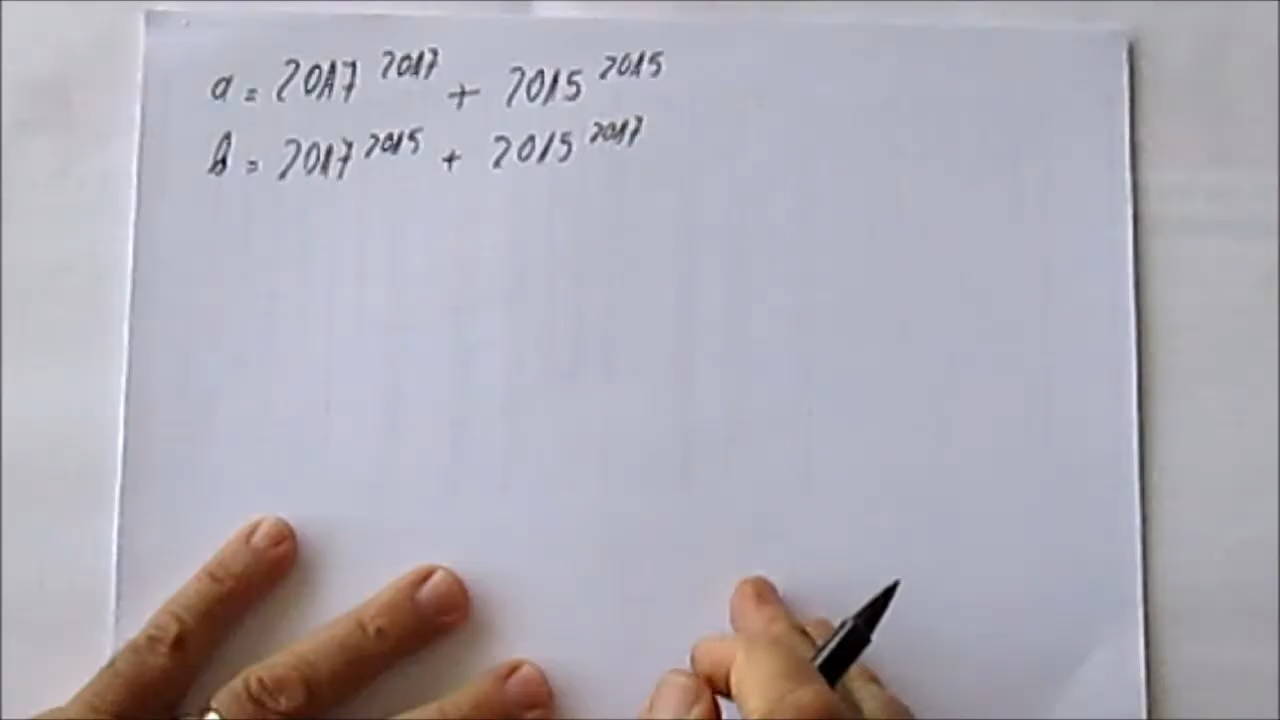 a = 2017^2017 + 2015^2015
b = 2017^2015 + 2015^2017